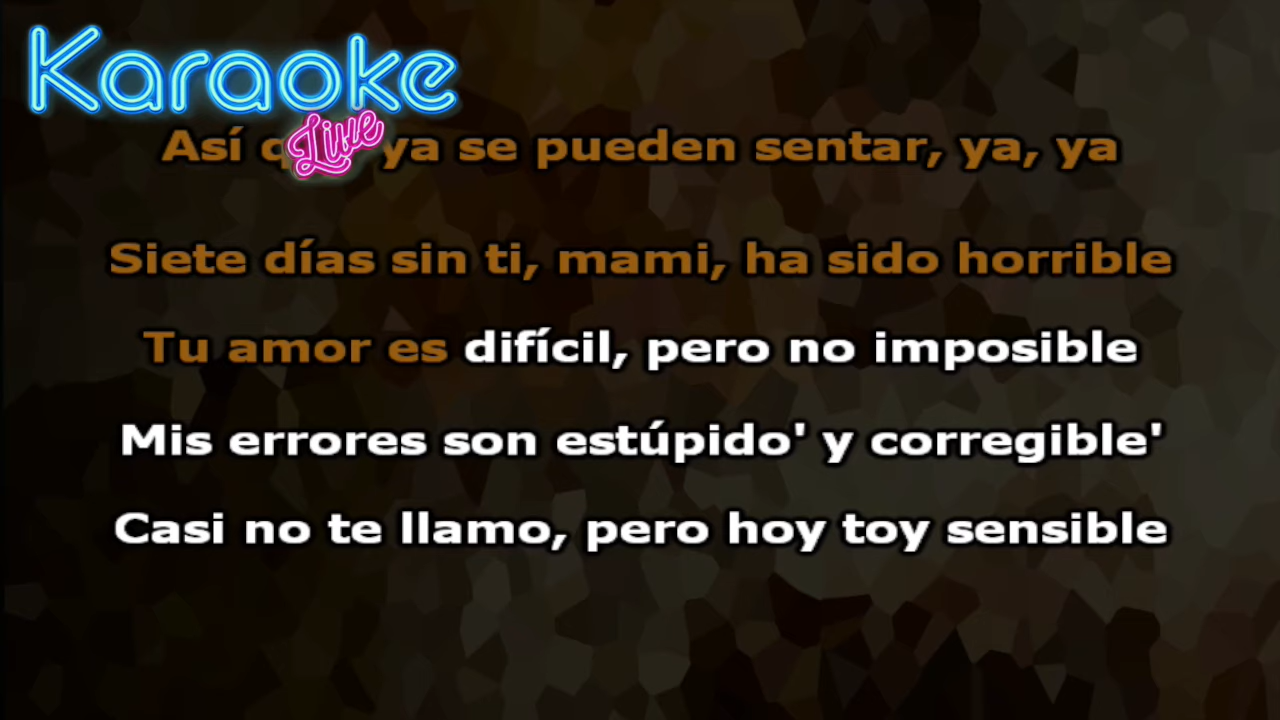 Karaoke
Live
Así ya se pueden sentar, ya, ya
Siete días sin ti, mami, ha sido horrible
Tu amor es difícil, pero no imposible
Mis errores son estúpido' y corregible'
Casi no te llamo, pero hoy toy sensible